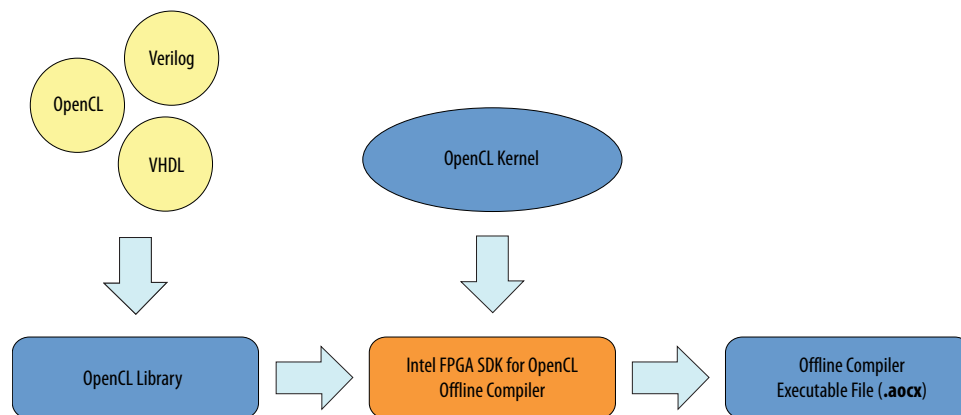 Verilog
OpenCL
VHDL
OpenCL Kernel
OpenCL Library
Intel FPGA SDK for OpenCL
Offline Compiler
Offline Compiler
Executable File (.aocx)